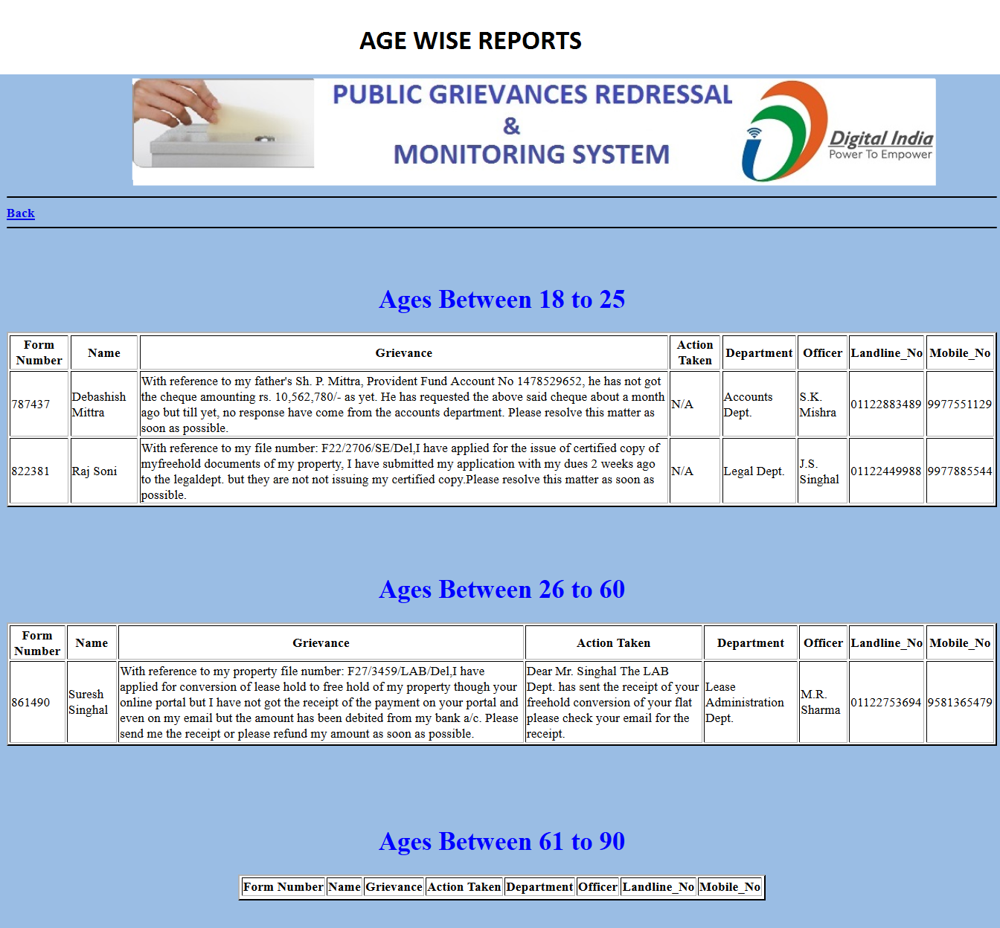 AGE WISE REPORTS
PUBLIC GRIEVANCES REDRESSAL
&
MONITORING SYSTEM
Digital India
Power To Empower
Back
Ages Between 18 to 25
Form Number Name Grievance Action Taken Department Officer Landline_No Mobile_No
787437 Debashish Mittra
With reference to my father's Sh. P. Mittra, Provident Fund Account No 1478529652, he has not got
the cheque amounting rs. 10,562,780/- as yet. He has requested the above said cheque about a month
ago but till yet, no response have come from the accounts department. Please resolve this matter as
soon as possible.
N/A Accounts Dept. S.K. Mishra 01122883489 9977551129
822381 Raj Soni
With reference to my file number: F22/2706/SE/Del,I have applied for the issue of certified copy of
myfreehold documents of my property, I have submitted my application with my dues 2 weeks ago
to the legaldept. but they are not not issuing my certified copy.Please resolve this matter as soon as
possible.
N/A Legal Dept. J.S. Singhal 01122449988 9977885544
Ages Between 26 to 60
Form Number Name Grievance Action Taken Department Officer Landline_No Mobile_No
861490 Suresh Singhal
With reference to my property file number: F27/3459/LAB/Del,I have
applied for conversion of lease hold to free hold of my property though your
online portal but I have not got the receipt of the payment on your portal and
even on my email but the amount has been debited from my bank a/c. Please
send me the receipt or please refund my amount as soon as possible.
Dear Mr. Singhal The LAB
Dept. has sent the receipt of your
freehold conversion of your flat
please check your email for the
receipt.
Lease Administration Dept. M.R. Sharma 01122753694 9581365479
Ages Between 61 to 90
Form Number Name Grievance Action Taken Department Officer Landline_No Mobile_No